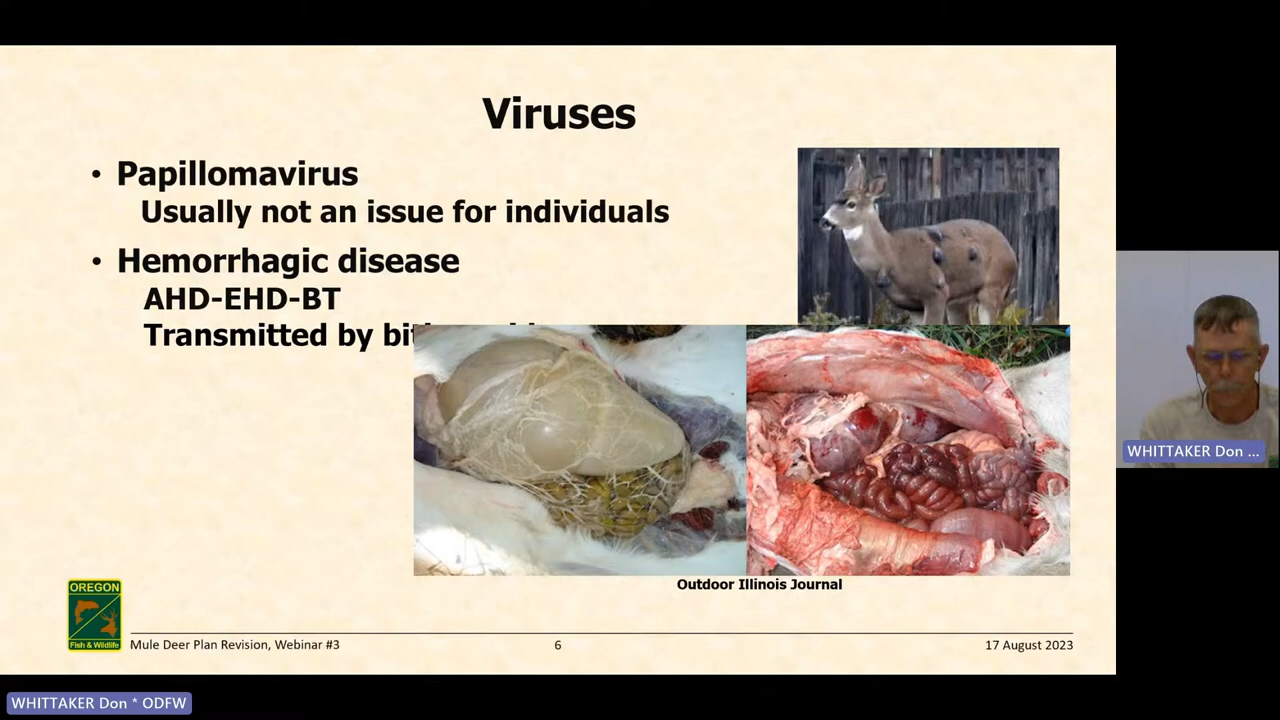 Viruses
• Papillomavirus
Usually not an issue for individuals
• Hemorrhagic disease
AHD-EHD-BT
Transmitted by
Outdoor Illinois Journal
OREGON
Fish & Wildlife
Mule Deer Plan Revision, Webinar #3
6
17 August 2023
WHITTAKER Don ...
WHITTAKER Don * ODFW